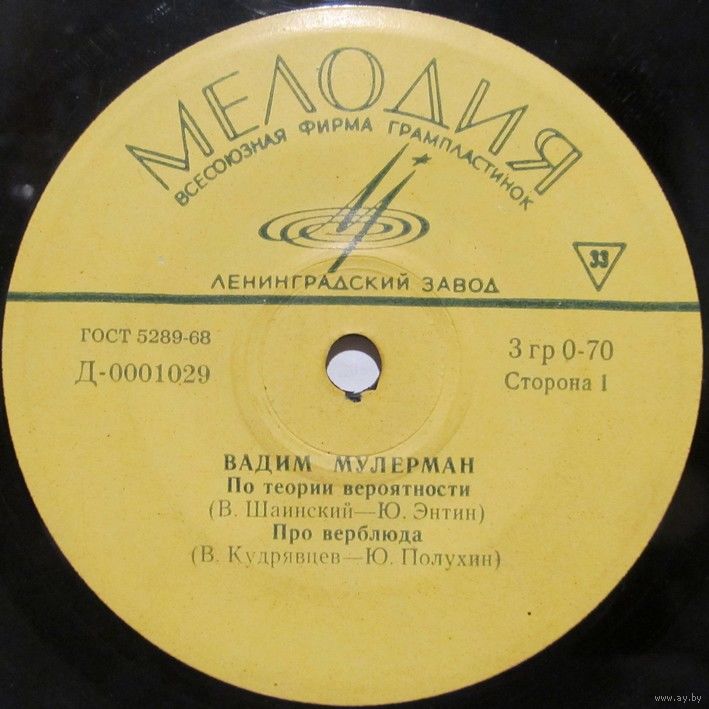 МЕЛОДИЯ
ВСЕСОЮЗНАЯ ФИРМА ГРАМПЛАСТИНОК
33
ЛЕНИНГРАДСКИЙ ЗАВОД
ГОСТ 5289-68
3 гр 0-70
Д-0001029
Сторона 1
ВАДИМ МУЛЕРМАН
По теории вероятности
(В. Шаинский—Ю. Энтин)
Про верблюда
(В. Кудрявцев—Ю. Полухин)
www.ay.by